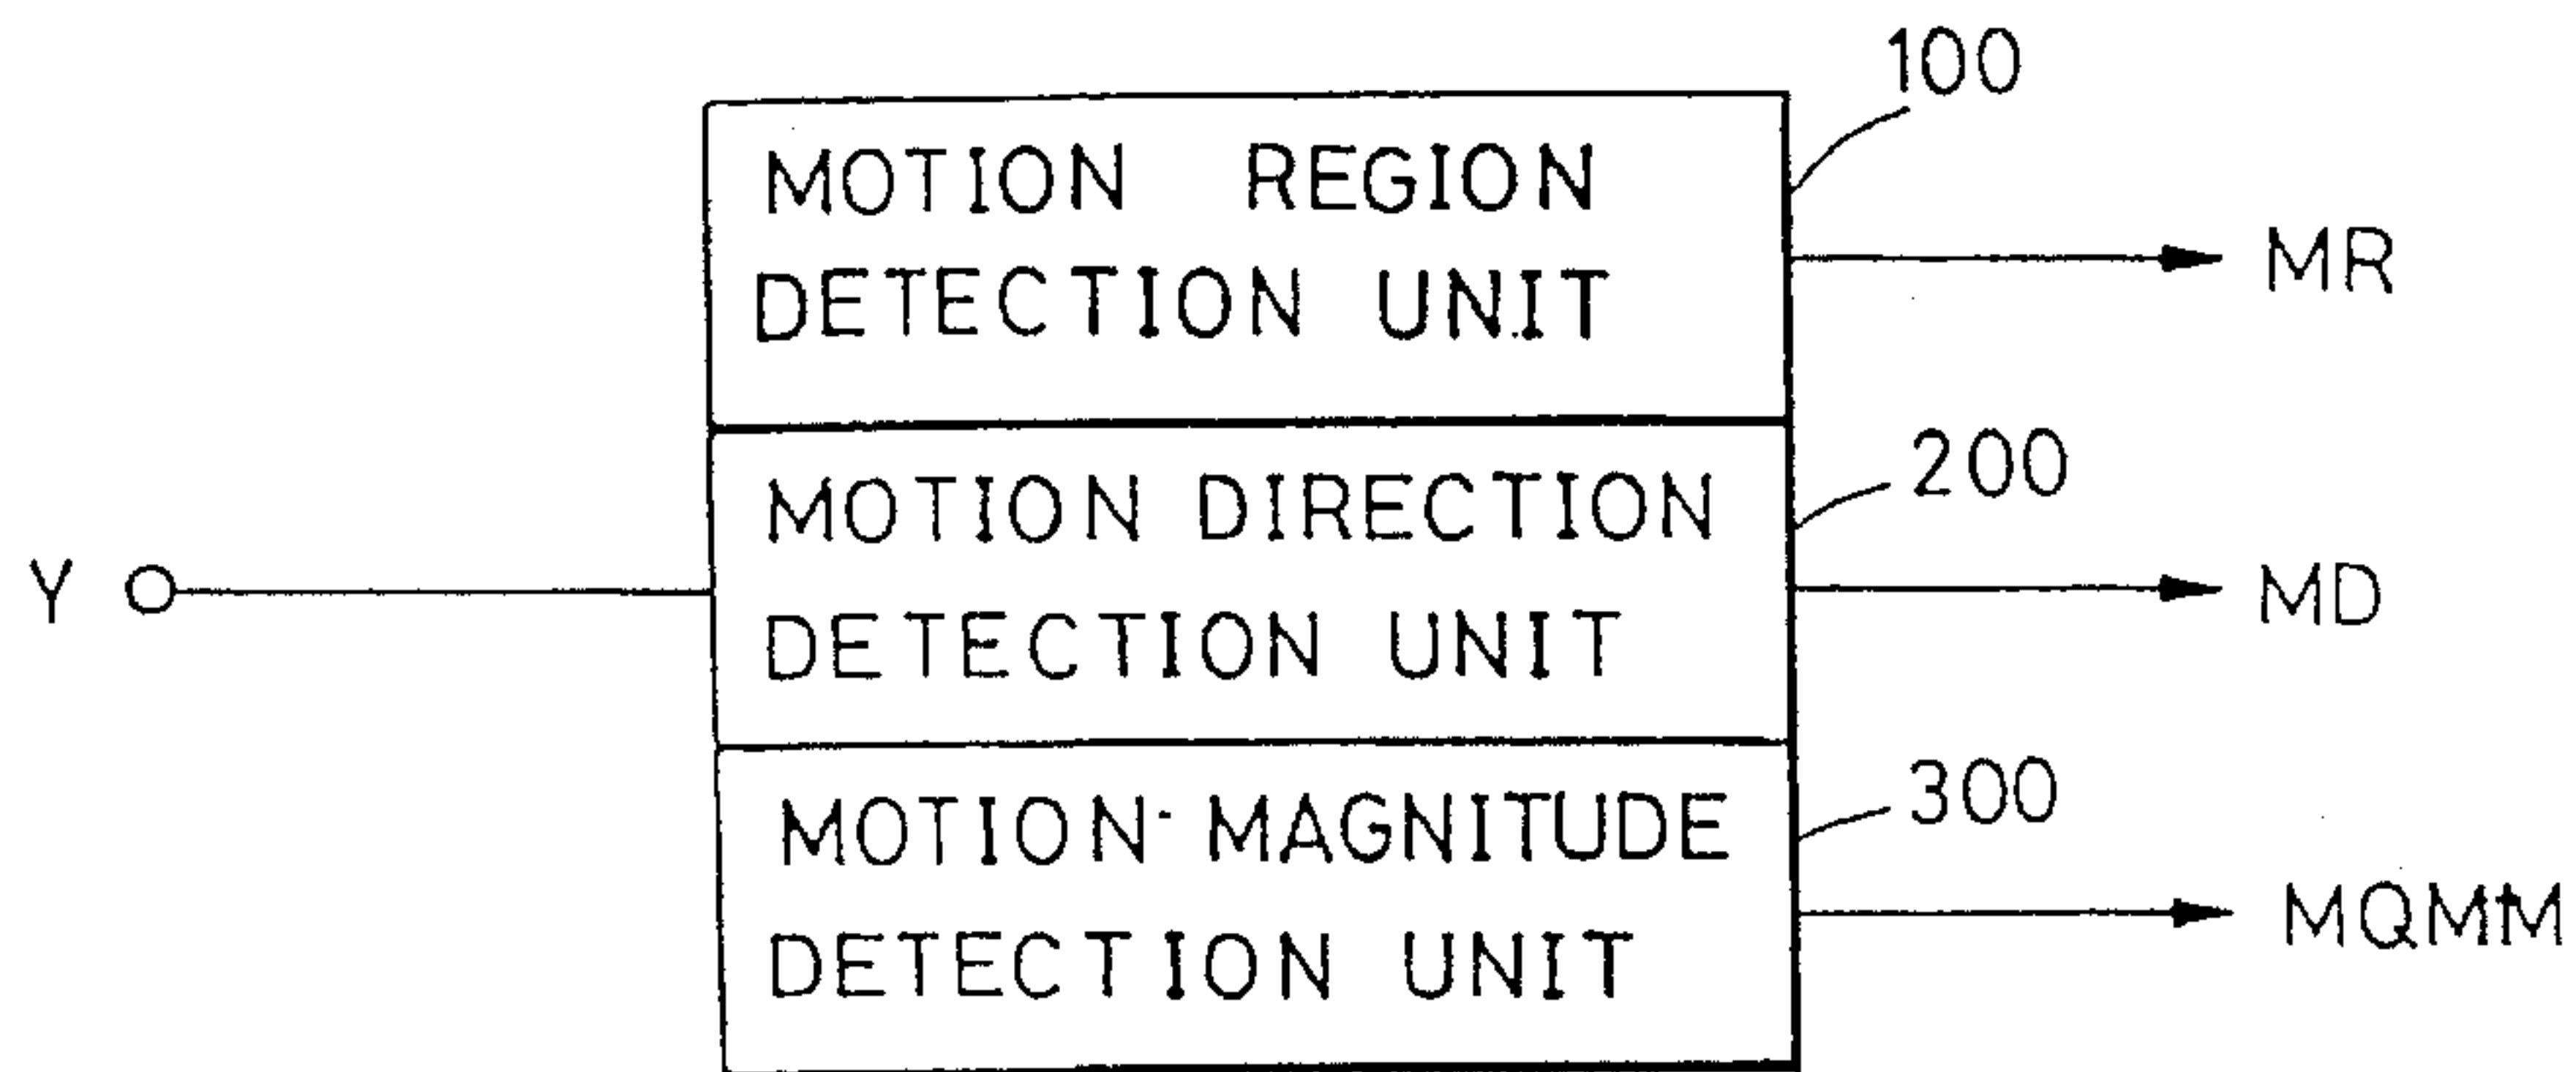 100
MOTION REGION
DETECTION UNIT
MR
200
MOTION DIRECTION
DETECTION UNIT
Y
MD
300
MOTION MAGNITUDE
DETECTION UNIT
MQMM